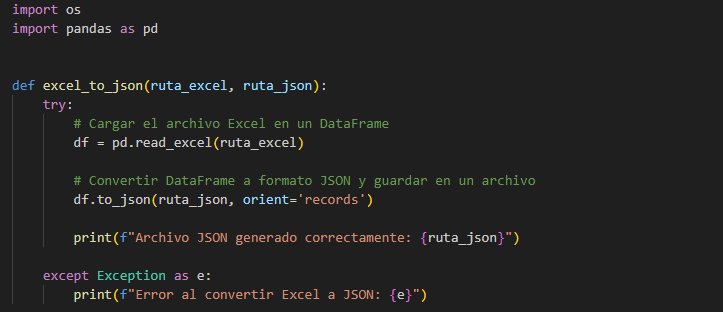 import os
import pandas as pd
def excel_to_json(ruta_excel, ruta_json):
try:
# Cargar el archivo Excel en un DataFrame
df = pd.read_excel(ruta_excel)
# Convertir DataFrame a formato JSON y guardar en un archivo
df.to_json(ruta_json, orient='records')
print(f"Archivo JSON generado correctamente: {ruta_json}")
except Exception as e:
print(f"Error al convertir Excel a JSON: {e}")